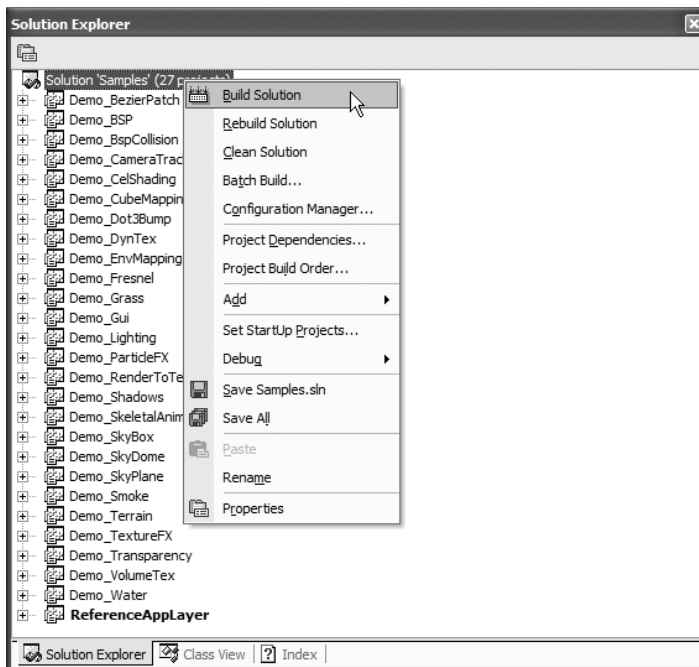 Solution Explorer
Solution 'Samples' (27 projects)
Demo_BezierPatch
Demo_BSP
Demo_BspCollision
Demo_CameraTrac
Demo_CelShading
Demo_CubeMappin
Demo_Dot3Bump
Demo_DynTex
Demo_EnvMapping
Demo_Fresnel
Demo_Grass
Demo_Gui
Demo_Lighting
Demo_ParticleFX
Demo_RenderToTe
Demo_Shadows
Demo_SkeletalAnim
Demo_SkyBox
Demo_SkyDome
Demo_SkyPlane
Demo_Smoke
Demo_Terrain
Demo_TextureFX
Demo_Transparency
Demo_VolumeTex
Demo_Water
ReferenceAppLayer
Build Solution
Rebuild Solution
Clean Solution
Batch Build...
Configuration Manager...
Project Dependencies...
Project Build Order...
Add
Set StartUp Projects...
Debug
Save Samples.sln
Save All
Paste
Rename
Properties
Solution Explorer
Class View
Index